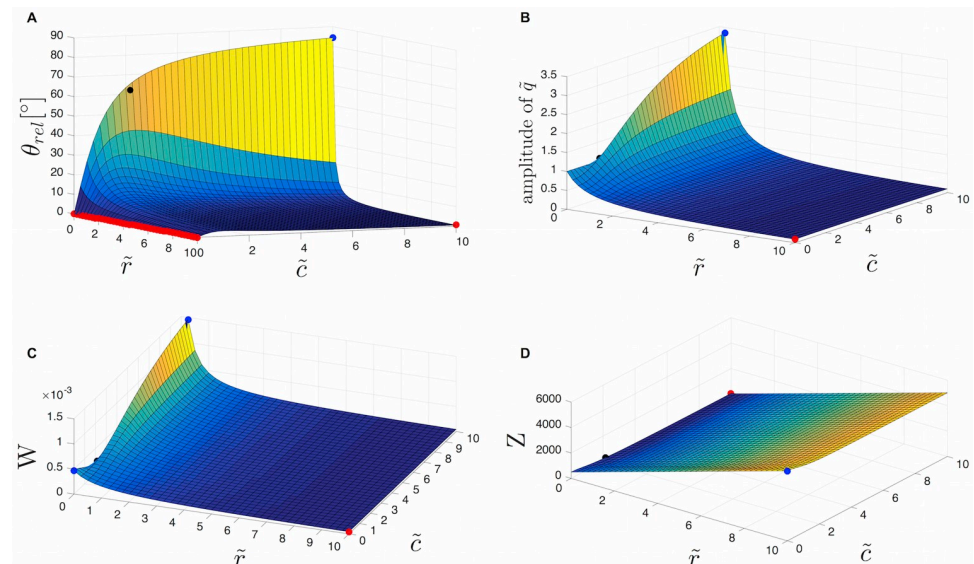 A
90
80
70
60
50
40
30
20
10
0
θ_rel[°]
0 2 4 6 8 100
r̃
2 4 6 8 10
c̃
B
3.5
3
2.5
2
1.5
1
0.5
0
amplitude of q̃
0 2 4 6 8 10
r̃
0 2 4 6 8 10
c̃
C
×10⁻³
1.5
1
0.5
0
W
0 1 2 3 4 5 6 7 8 9 10
r̃
0 1 2 3 4 5 6 7 8 9 10
c̃
D
6000
4000
2000
0
Z
0 2 4 6 8 10
r̃
0 2 4 6 8 10
c̃